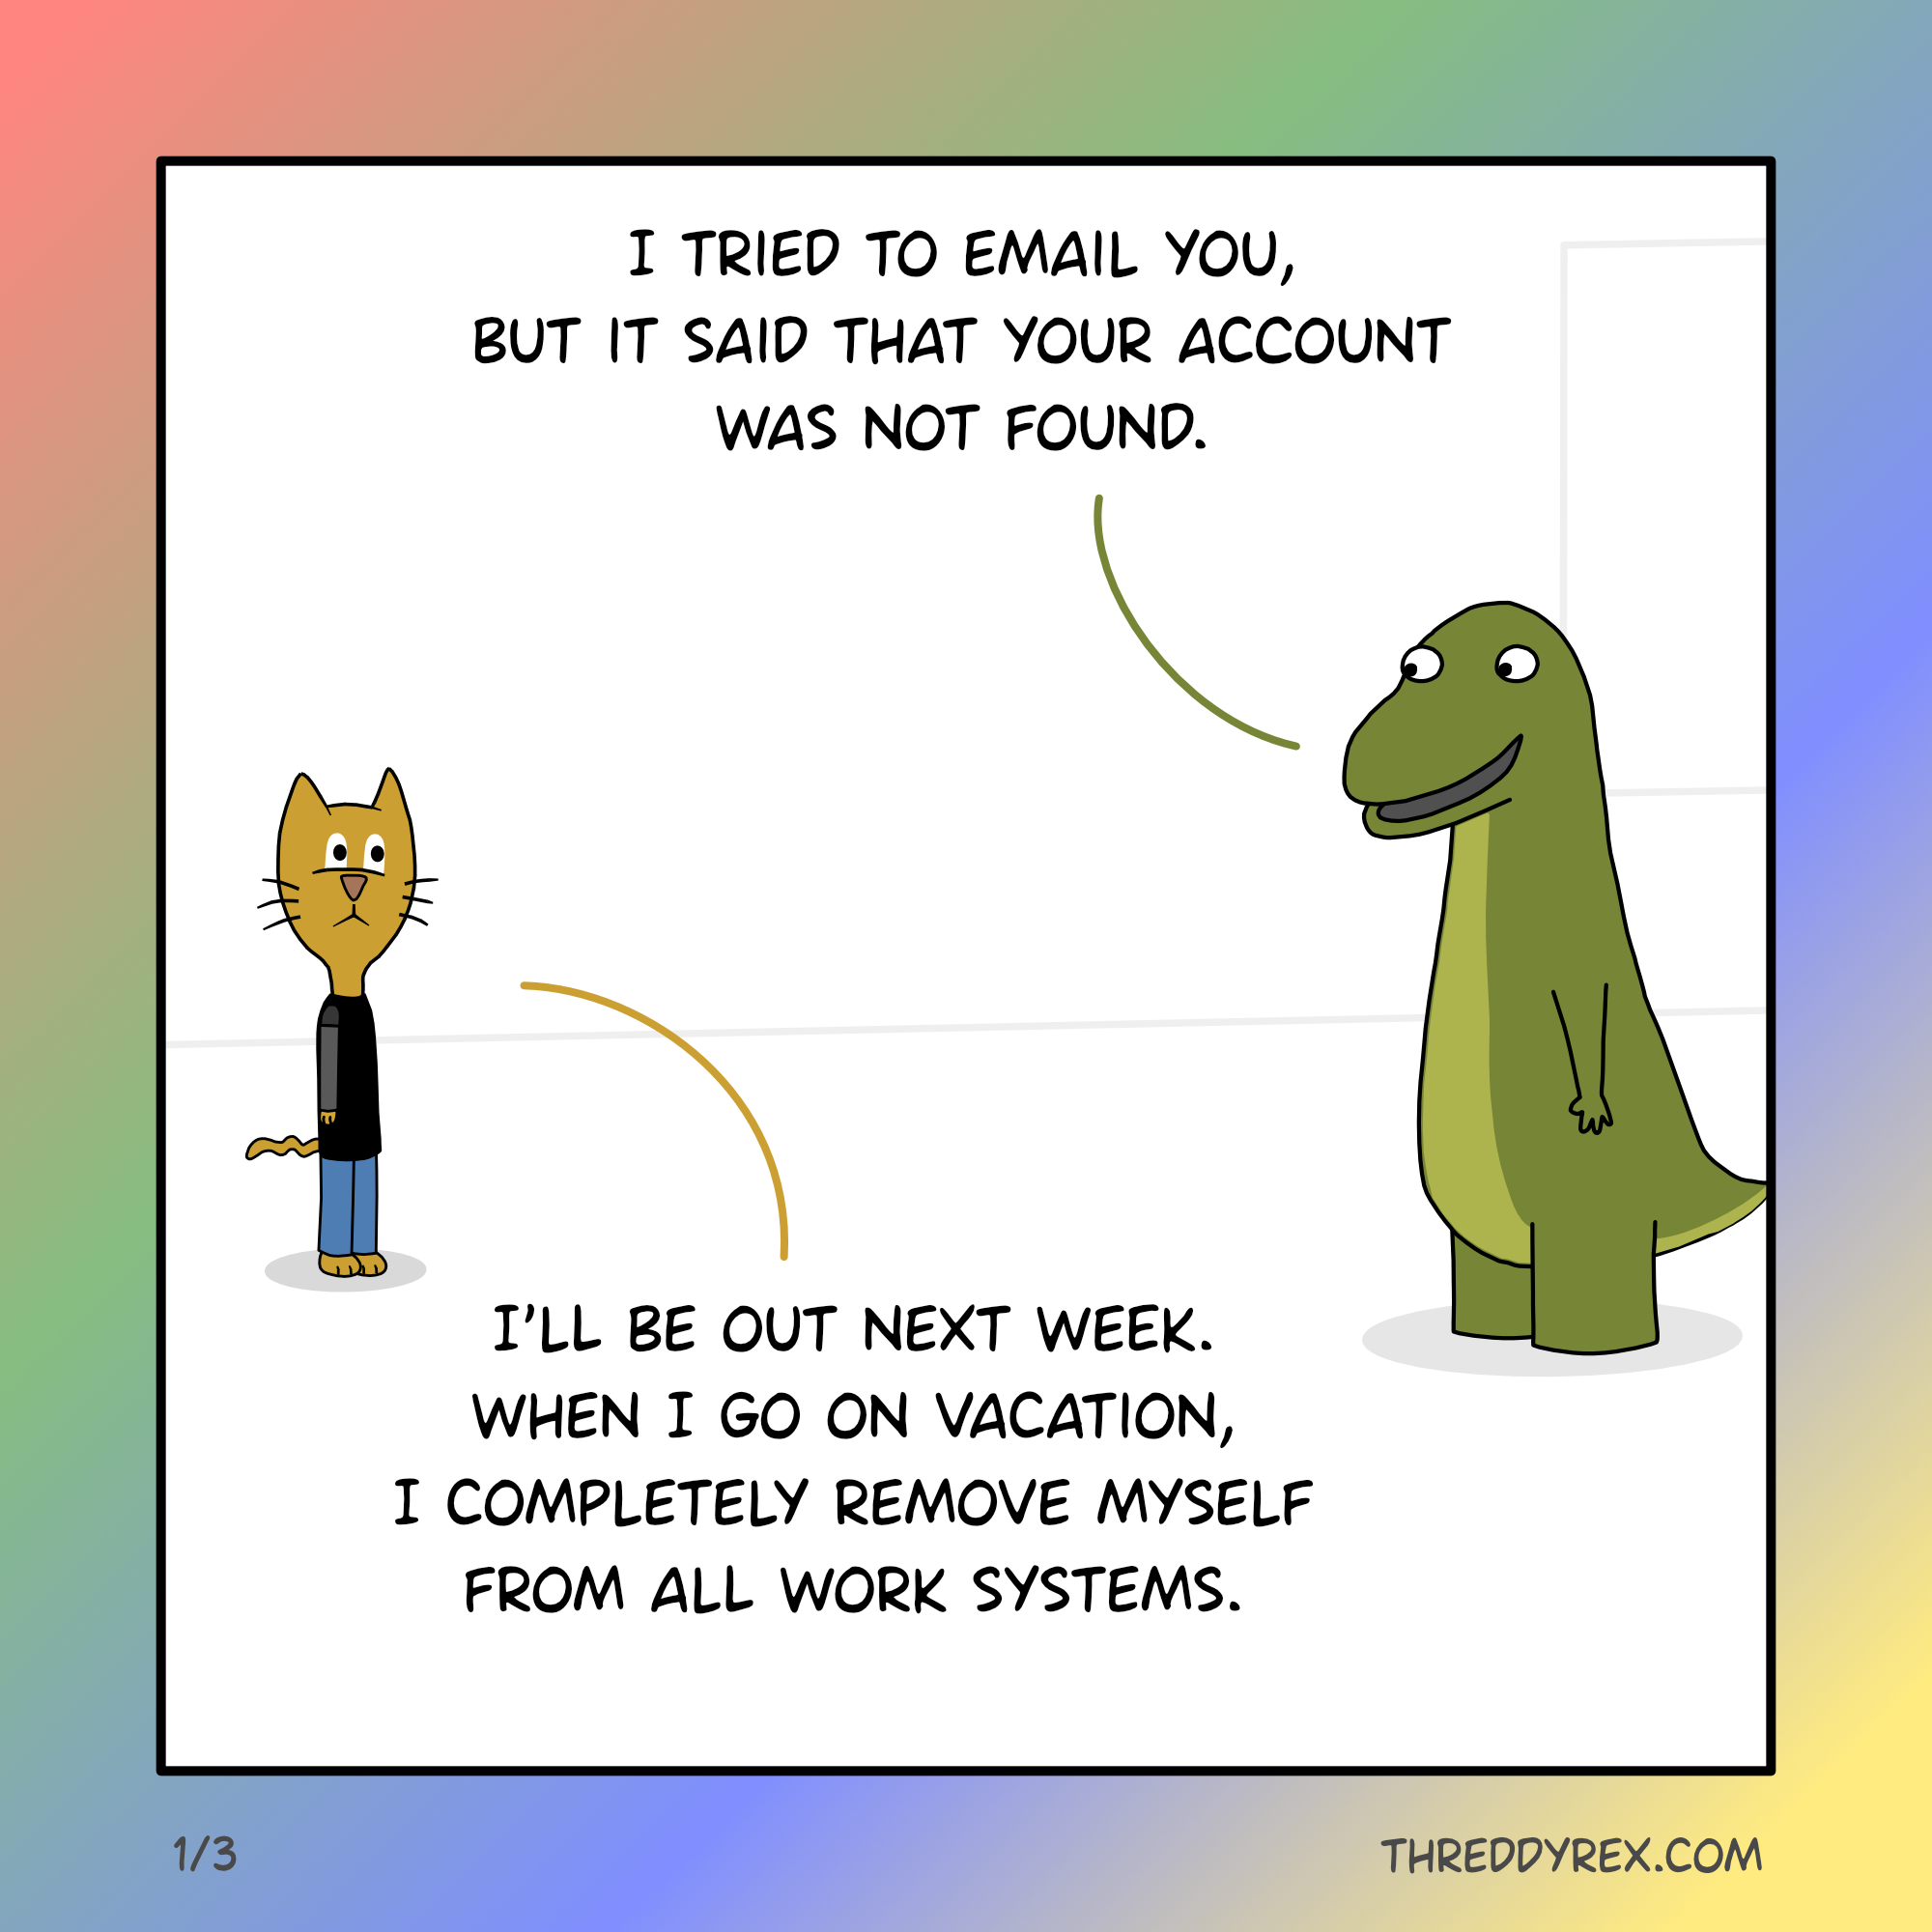 I TRIED TO EMAIL YOU,
BUT IT SAID THAT YOUR ACCOUNT
WAS NOT FOUND.
I'LL BE OUT NEXT WEEK.
WHEN I GO ON VACATION,
I COMPLETELY REMOVE MYSELF
FROM ALL WORK SYSTEMS.
1/3
THREDDYREX.COM